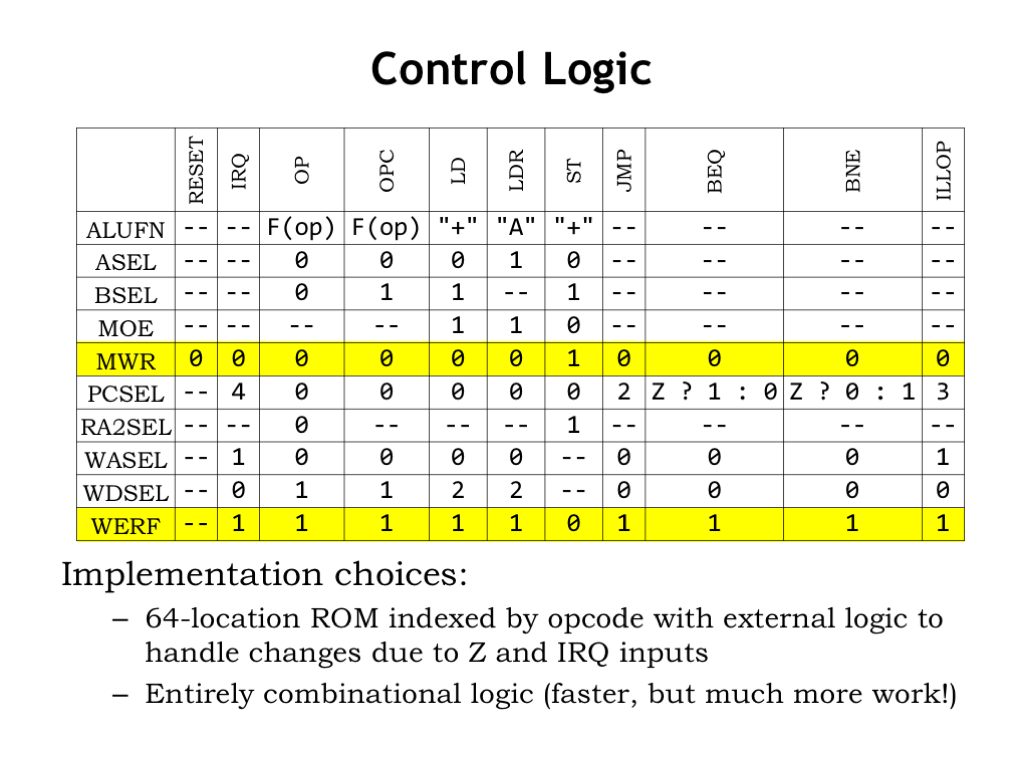 Control Logic
RESET IRQ OP OPC LD LDR ST JMP BEQ BNE ILLOP
ALUFN -- -- F(op) F(op) "+" "A" "+" -- -- -- --
ASEL -- -- 0 0 0 1 0 -- -- -- --
BSEL -- -- 0 1 1 -- 1 -- -- -- --
MOE -- -- -- -- 1 1 0 -- -- -- --
MWR 0 0 0 0 0 0 1 0 0 0 0
PCSEL -- 4 0 0 0 0 0 2 Z ? 1 : 0 Z ? 0 : 1 3
RA2SEL -- -- 0 -- -- -- 1 -- -- -- --
WASEL -- 1 0 0 0 0 -- 0 0 0 1
WDSEL -- 0 1 1 2 2 -- 0 0 0 0
WERF -- 1 1 1 1 1 0 1 1 1 1
Implementation choices:
– 64-location ROM indexed by opcode with external logic to
handle changes due to Z and IRQ inputs
– Entirely combinational logic (faster, but much more work!)